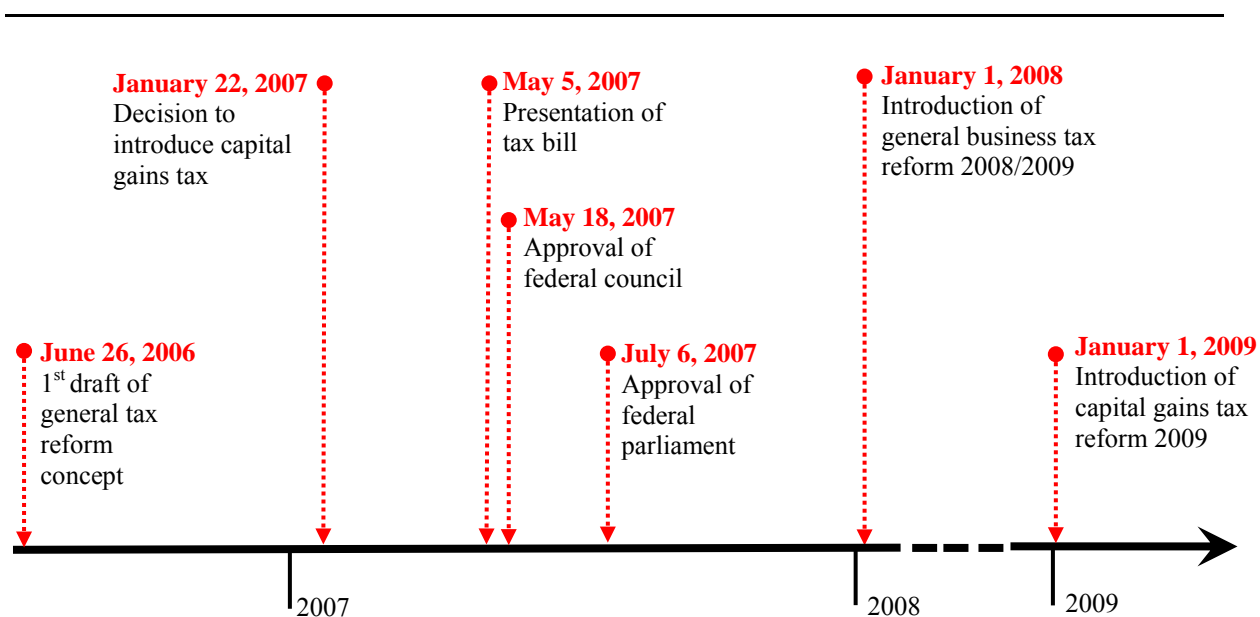 January 22, 2007
Decision to
introduce capital
gains tax
May 5, 2007
Presentation of
tax bill
January 1, 2008
Introduction of
general business tax
reform 2008/2009
May 18, 2007
Approval of
federal council
June 26, 2006
1st draft of
general tax
reform
concept
July 6, 2007
Approval of
federal
parliament
January 1, 2009
Introduction of
capital gains tax
reform 2009
2007
2008
2009